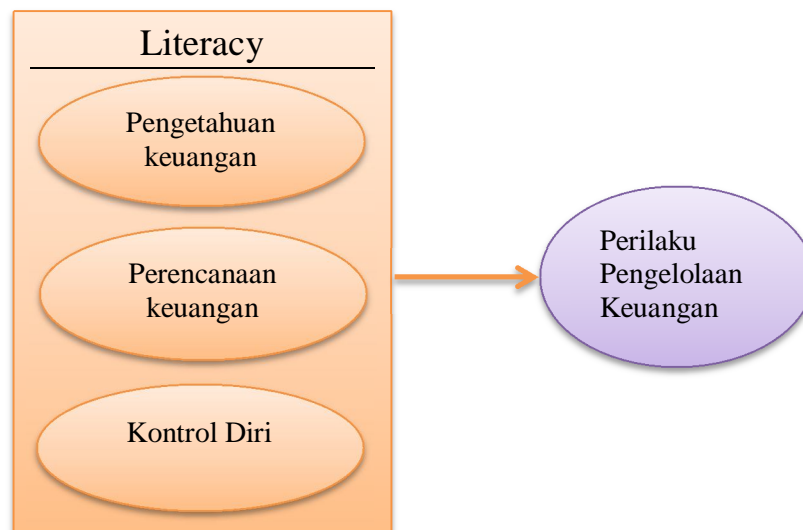 Literacy
Pengetahuan
keuangan
Perencanaan
keuangan
Kontrol Diri
Perilaku
Pengelolaan
Keuangan